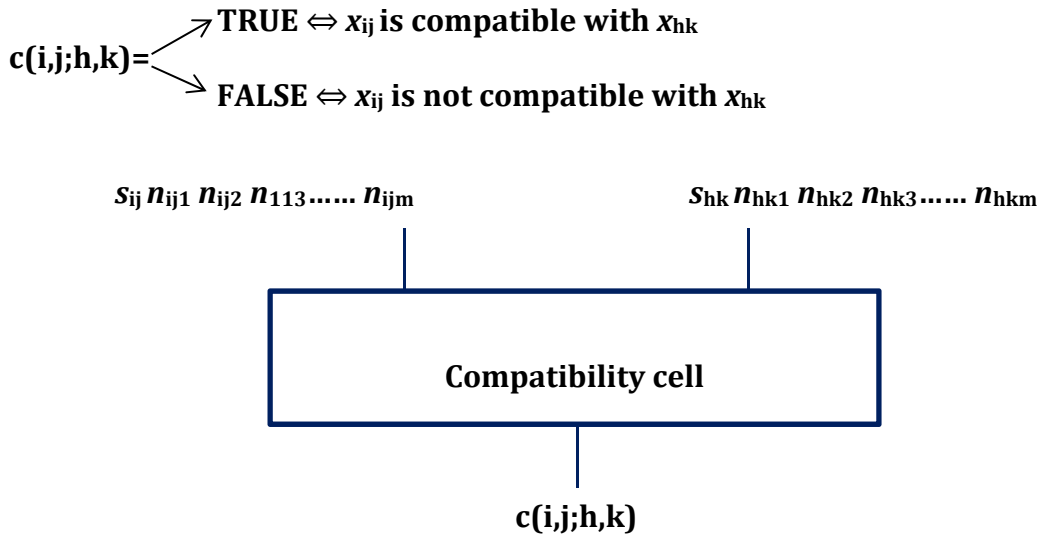 TRUE ⇔ xij is compatible with xhk
c(i,j;h,k)=
FALSE ⇔ xij is not compatible with xhk
sij nij1 nij2 n113...... nijm
shk nhk1 nhk2 nhk3...... nhkm
Compatibility cell
c(i,j;h,k)